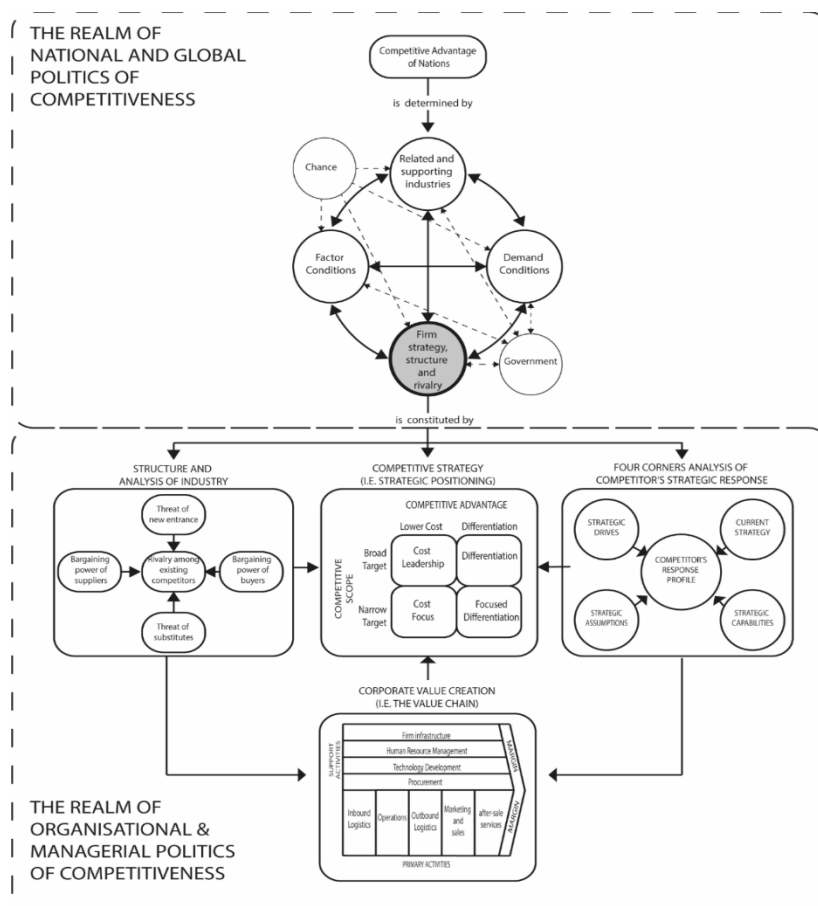 THE REALM OF
NATIONAL AND GLOBAL
POLITICS OF
COMPETITIVENESS
Competitive Advantage
of Nations
is determined by
Related and
supporting
industries
Chance
Factor
Conditions
Demand
Conditions
Firm
strategy,
structure
and
rivalry
Government
is constituted by
STRUCTURE AND
ANALYSIS OF INDUSTRY
Threat of
new entrance
Bargaining
power of
suppliers
Rivalry among
existing
competitors
Bargaining
power of
buyers
Threat of
substitutes
COMPETITIVE STRATEGY
(I.E. STRATEGIC POSITIONING)
COMPETITIVE ADVANTAGE
Lower Cost
Differentiation
COMPETITIVE
SCOPE
Broad
Target
Cost
Leadership
Differentiation
Narrow
Target
Cost
Focus
Focused
Differentiation
FOUR CORNERS ANALYSIS OF
COMPETITOR'S STRATEGIC RESPONSE
STRATEGIC
DRIVES
CURRENT
STRATEGY
COMPETITOR'S
RESPONSE
PROFILE
STRATEGIC
ASSUMPTIONS
STRATEGIC
CAPABILITIES
CORPORATE VALUE CREATION
(I.E. THE VALUE CHAIN)
SUPPORT
ACTIVITIES
Firm infrastructure
Human Resource Management
Technology Development
Procurement
MARGIN
Inbound
Logistics
Operations
Outbound
Logistics
Marketing
and
sales
after-sale
services
MARGIN
PRIMARY ACTIVITIES
THE REALM OF
ORGANISATIONAL &
MANAGERIAL POLITICS
OF COMPETITIVENESS